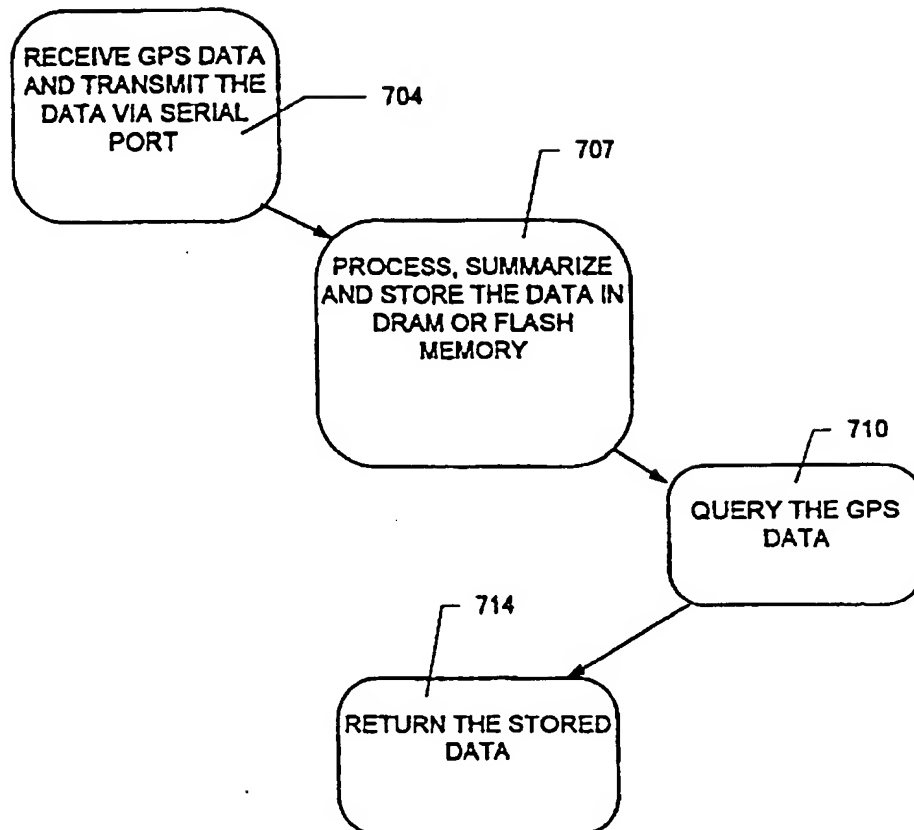 RECEIVE GPS DATA
AND TRANSMIT THE
DATA VIA SERIAL
PORT
704
707
PROCESS, SUMMARIZE
AND STORE THE DATA IN
DRAM OR FLASH
MEMORY
710
QUERY THE GPS
DATA
714
RETURN THE STORED
DATA